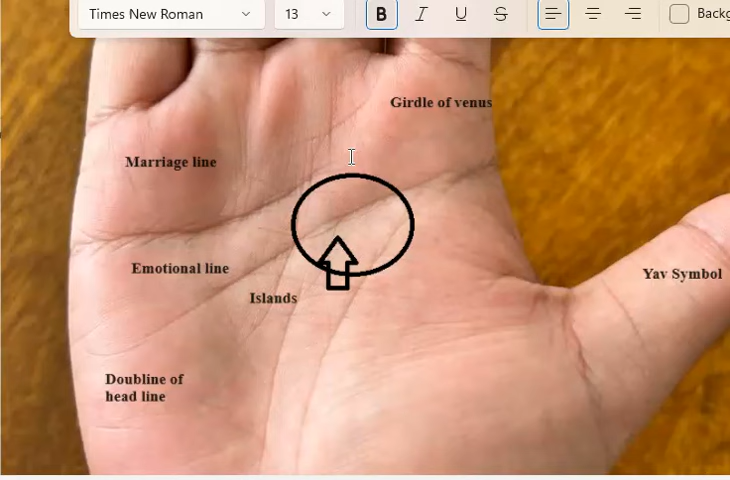 Times New Roman 13 B I U S Backg
Girdle of venus
Marriage line
Emotional line
Yav Symbol
Islands
Doubline of
head line